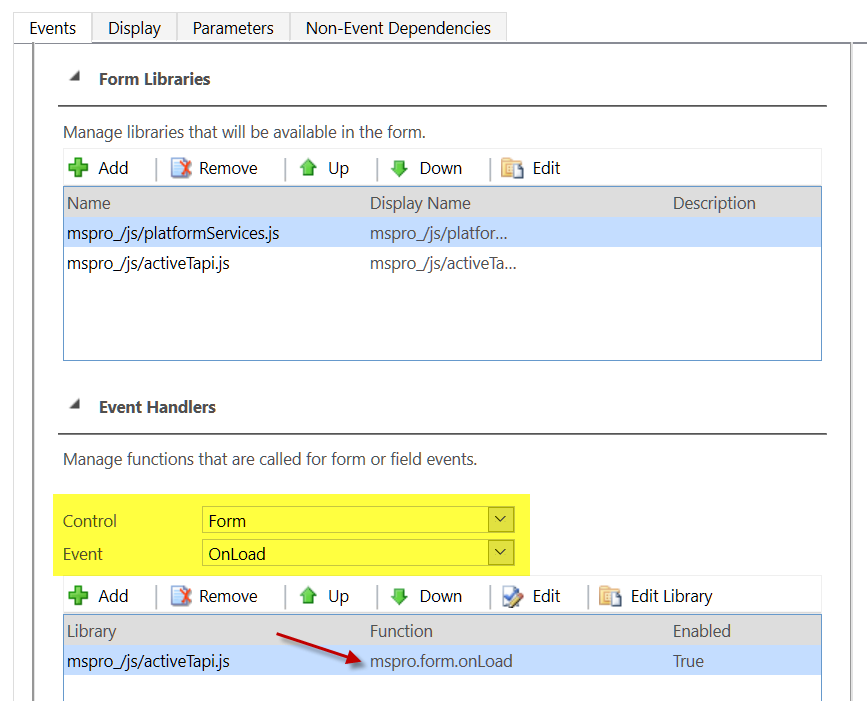 Events Display Parameters Non-Event Dependencies
Form Libraries
Manage libraries that will be available in the form.
Add Remove Up Down Edit
Name Display Name Description
mspro_/js/platformServices.js mspro_/js/platfor...
mspro_/js/activeTapi.js mspro_/js/activeTa...
Event Handlers
Manage functions that are called for form or field events.
Control Form
Event OnLoad
Add Remove Up Down Edit Edit Library
Library Function Enabled
mspro_/js/activeTapi.js mspro.form.onLoad True